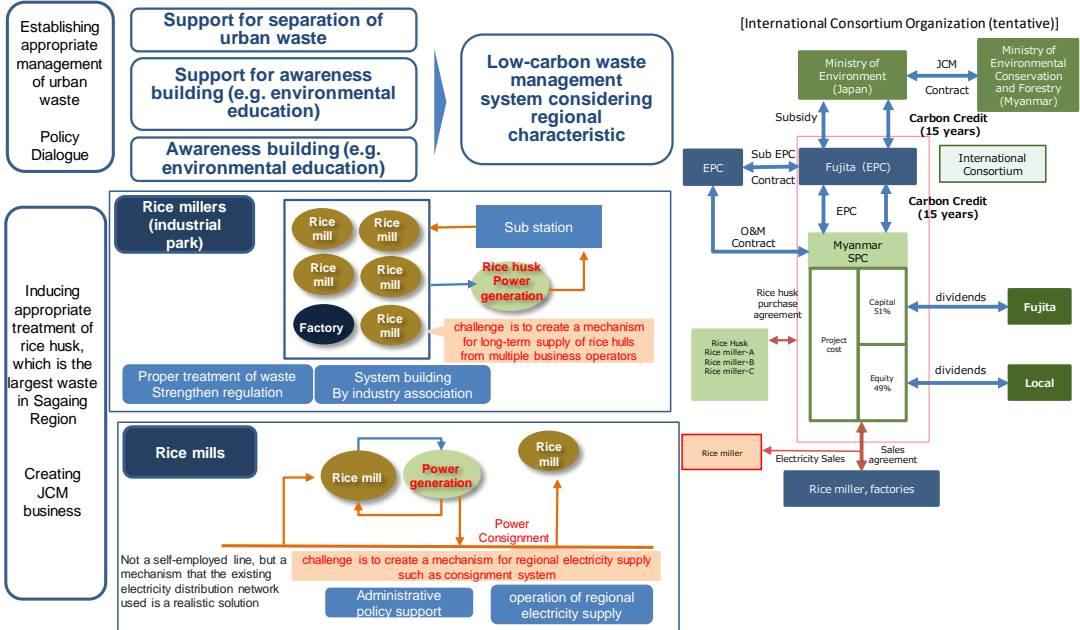 Establishing
appropriate
management
of urban
waste
Policy
Dialogue
Support for separation of
urban waste
Support for awareness
building (e.g. environmental
education)
Awareness building (e.g.
environmental education)
Low-carbon waste
management
system considering
regional
characteristic
Inducing
appropriate
treatment of
rice husk,
which is the
largest waste
in Sagaing
Region
Creating
JCM
business
Rice millers
(industrial
park)
Rice
mill
Rice
mill
Rice
mill
Rice
mill
Factory
Rice
mill
Sub station
Rice husk
Power
generation
challenge is to create a mechanism
for long-term supply of rice hulls
from multiple business operators
Proper treatment of waste
Strengthen regulation
System building
By industry association
Rice mills
Rice mill
Power
generation
Rice
mill
Power
Consignment
Not a self-employed line, but a
mechanism that the existing
electricity distribution network
used is a realistic solution
challenge is to create a mechanism for regional electricity supply
such as consignment system
Administrative
policy support
operation of regional
electricity supply
[International Consortium Organization (tentative)]
Ministry of
Environment
(Japan)
JCM
Contract
Ministry of
Environmental
Conservation
and Forestry
(Myanmar)
Subsidy
Carbon Credit
(15 years)
EPC
Sub EPC
Contract
Fujita (EPC)
International
Consortium
EPC
Carbon Credit
(15 years)
O&M
Contract
Myanmar
SPC
Rice husk
purchase
agreement
Project
cost
Capital
51%
dividends
Fujita
Rice Husk
Rice miller・A
Rice miller・B
Rice miller・C
Equity
49%
dividends
Local
Rice miller
Electricity Sales
Sales
agreement
Rice miller, factories